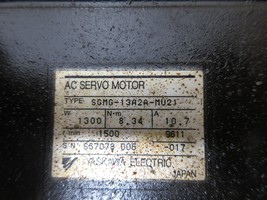 AC SERVO MOTOR
TYPE SGMG-13A2A-MU21
W N-m A
1300 8.34 10.7
r/min 1500 9611
S/N S67079 006 -017
YASKAWA ELECTRIC
JAPAN